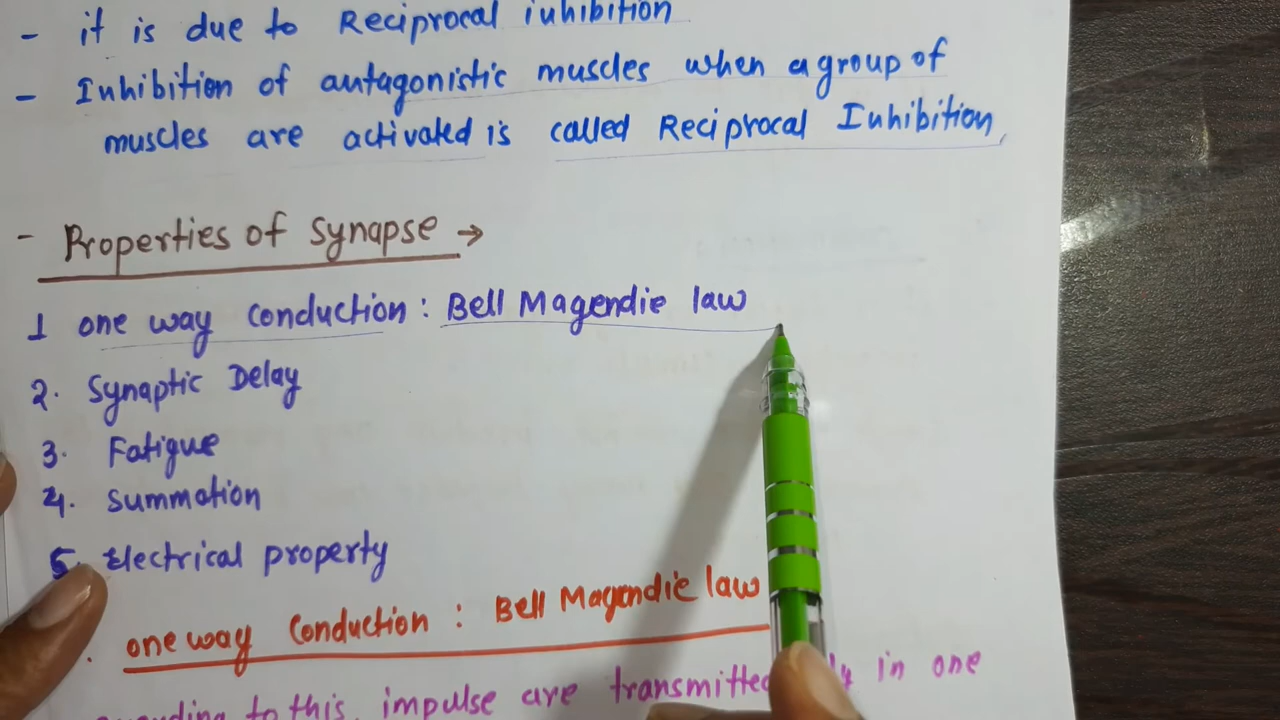 - it is due to Reciprocal inhibition
- Inhibition of antagonistic muscles when a group of
muscles are activated is called Reciprocal Inhibition,
- Properties of Synapse →
1 one way conduction : Bell Magendie law
2. Synaptic Delay
3. Fatigue
4. Summation
5. Electrical property
. one way Conduction : Bell Magendie law
to this, impulse are transmitted in one